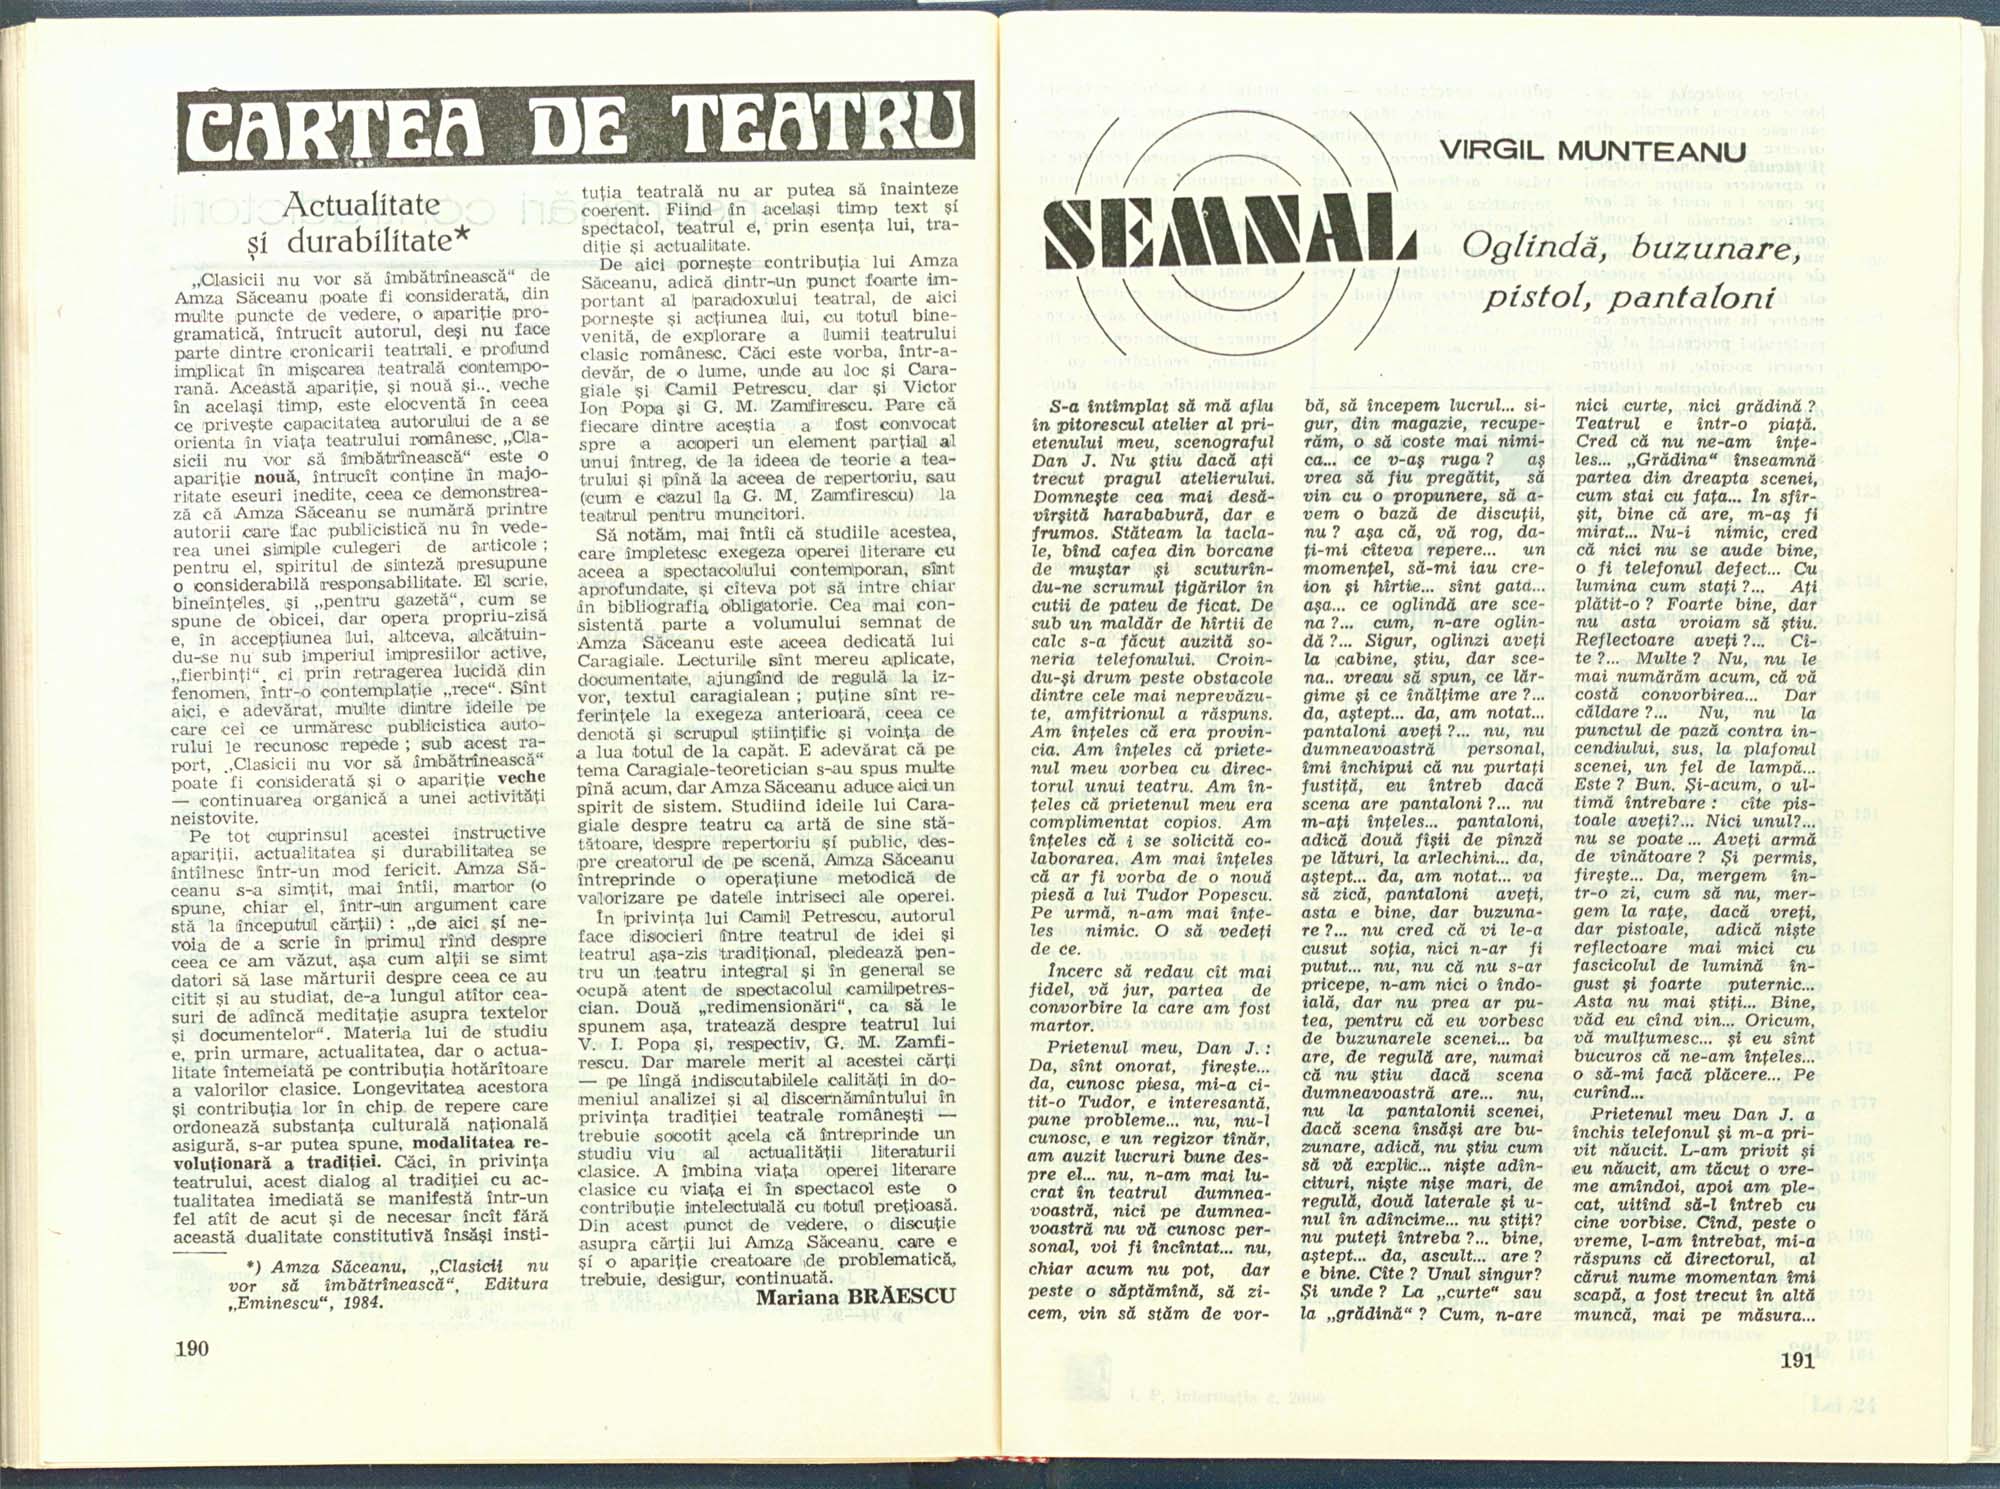 CARTEA DE TEATRU
Actualitate
și durabilitate*
„Clasicii nu vor să îmbătrînească“ de
Amza Săceanu poate fi considerată, din
multe puncte de vedere, o apariție pro-
gramatică, întrucît autorul, deși nu face
parte dintre cronicarii teatrali, e profund
implicat în mișcarea teatrală contempo-
rană. Această apariție, și nouă și... veche
în același timp, este elocventă în ceea
ce privește capacitatea autorului de a se
orienta în viața teatrului românesc. „Cla-
sicii nu vor să îmbătrînească“ este o
apariție nouă, întrucît conține în majo-
ritate eseuri inedite, ceea ce demonstrea-
ză că Amza Săceanu se numără printre
autorii care fac publicistică nu în vede-
rea unei simple culegeri de articole ;
pentru el, spiritul de sinteză presupune
o considerabilă responsabilitate. El scrie,
bineînțeles, și „pentru gazetă“, cum se
spune de obicei, dar opera propriu-zisă
e, în accepțiunea lui, altceva, alcătuin-
du-se nu sub imperiul impresiilor active,
„fierbinți“, ci prin retragerea lucidă din
fenomen, într-o contemplație „rece“. Sînt
aici, e adevărat, multe dintre ideile pe
care cei ce urmăresc publicistica auto-
rului le recunosc repede ; sub acest ra-
port, „Clasicii nu vor să îmbătrînească“
poate fi considerată și o apariție veche
— continuarea organică a unei activități
neistovite.
Pe tot cuprinsul acestei instructive
apariții, actualitatea și durabilitatea se
întîlnesc într-un mod fericit. Amza Să-
ceanu s-a simțit, mai întîi, martor (o
spune, chiar el, într-un argument care
stă la începutul cărții) : „de aici și ne-
voia de a scrie în primul rînd despre
ceea ce am văzut, așa cum alții se simt
datori să lase mărturii despre ceea ce au
citit și au studiat, de-a lungul atîtor cea-
suri de adîncă meditație asupra textelor
și documentelor“. Materia lui de studiu
e, prin urmare, actualitatea, dar o actua-
litate întemeiată pe contribuția hotărîtoare
a valorilor clasice. Longevitatea acestora
și contribuția lor în chip de repere care
ordonează substanța culturală națională
asigură, s-ar putea spune, modalitatea re-
voluționară a tradiției. Căci, în privința
teatrului, acest dialog al tradiției cu ac-
tualitatea imediată se manifestă într-un
fel atît de acut și de necesar încît fără
această dualitate constitutivă însăși insti-
*) Amza Săceanu, „Clasicii nu
vor să îmbătrînească“, Editura
„Eminescu“, 1984.
190
tuția teatrală nu ar putea să înainteze
coerent. Fiind în același timp text și
spectacol, teatrul e, prin esența lui, tra-
diție și actualitate.
De aici pornește contribuția lui Amza
Săceanu, adică dintr-un punct foarte im-
portant al paradoxului teatral, de aici
pornește și acțiunea lui, cu totul bine-
venită, de explorare a lumii teatrului
clasic românesc. Căci este vorba, într-a-
devăr, de o lume, unde au loc și Cara-
giale și Camil Petrescu, dar și Victor
Ion Popa și G. M. Zamfirescu. Pare că
fiecare dintre aceștia a fost convocat
spre a acoperi un element parțial al
unui întreg, de la ideea de teorie a tea-
trului și pînă la aceea de repertoriu, sau
(cum e cazul la G. M. Zamfirescu) la
teatrul pentru muncitori.
Să notăm, mai întîi că studiile acestea,
care împletesc exegeza operei literare cu
aceea a spectacolului contemporan, sînt
aprofundate, și cîteva pot să intre chiar
în bibliografia obligatorie. Cea mai con-
sistentă parte a volumului semnat de
Amza Săceanu este aceea dedicată lui
Caragiale. Lecturile sînt mereu aplicate,
documentate, ajungînd de regulă la iz-
vor, textul caragialean ; puține sînt re-
ferințele la exegeza anterioară, ceea ce
denotă și scrupul științific și voința de
a lua totul de la capăt. E adevărat că pe
tema Caragiale-teoretician s-au spus multe
pînă acum, dar Amza Săceanu aduce aici un
spirit de sistem. Studiind ideile lui Cara-
giale despre teatru ca artă de sine stă-
tătoare, despre repertoriu și public, des-
pre creatorul de pe scenă, Amza Săceanu
întreprinde o operațiune metodică de
valorizare pe datele intriseci ale operei.
În privința lui Camil Petrescu, autorul
face disocieri între teatrul de idei și
teatrul așa-zis tradițional, pledează pen-
tru un teatru integral și în general se
ocupă atent de spectacolul camilpetres-
cian. Două „redimensionări“, ca să le
spunem așa, tratează despre teatrul lui
V. I. Popa și, respectiv, G. M. Zamfi-
rescu. Dar marele merit al acestei cărți
— pe lîngă indiscutabilele calități în do-
meniul analizei și al discernămîntului în
privința tradiției teatrale românești —
trebuie socotit acela că întreprinde un
studiu viu al actualității literaturii
clasice. A îmbina viața operei literare
clasice cu viața ei în spectacol este o
contribuție intelectuală cu totul prețioasă.
Din acest punct de vedere, o discuție
asupra cărții lui Amza Săceanu, care e
și o apariție creatoare de problematică,
trebuie, desigur, continuată.
Mariana BRĂESCU
SEMNAL
VIRGIL MUNTEANU
Oglindă, buzunare,
pistol, pantaloni
S-a întîmplat să mă aflu
în pitorescul atelier al pri-
etenului meu, scenograful
Dan J. Nu știu dacă ați
trecut pragul atelierului.
Domnește cea mai desă-
vîrșită harababură, dar e
frumos. Stăteam la tacla-
le, bînd cafea din borcane
de muștar și scuturîn-
du-ne scrumul țigărilor în
cutii de pateu de ficat. De
sub un maldăr de hîrtii de
calc s-a făcut auzită so-
neria telefonului. Croin-
du-și drum peste obstacole
dintre cele mai neprevăzu-
te, amfitrionul a răspuns.
Am înțeles că era provin-
cia. Am înțeles că priete-
nul meu vorbea cu direc-
torul unui teatru. Am în-
țeles că prietenul meu era
complimentat copios. Am
înțeles că i se solicită co-
laborarea. Am mai înțeles
că ar fi vorba de o nouă
piesă a lui Tudor Popescu.
Pe urmă, n-am mai înțe-
les nimic. O să vedeți
de ce.
Încerc să redau cît mai
fidel, vă jur, partea de
convorbire la care am fost
martor.
Prietenul meu, Dan J. :
Da, sînt onorat, firește...
da, cunosc piesa, mi-a ci-
tit-o Tudor, e interesantă,
pune probleme... nu, nu-l
cunosc, e un regizor tînăr,
am auzit lucruri bune des-
pre el... nu, n-am mai lu-
crat în teatrul dumnea-
voastră, nici pe dumnea-
voastră nu vă cunosc per-
sonal, voi fi încîntat... nu,
chiar acum nu pot, dar
peste o săptămînă, să zi-
cem, vin să stăm de vor-
bă, să începem lucrul... si-
gur, din magazie, recupe-
răm, o să coste mai nimi-
ca... ce v-aș ruga ? aș
vrea să fiu pregătit, să
vin cu o propunere, să a-
vem o bază de discuții,
nu ? așa că, vă rog, da-
ți-mi cîteva repere... un
momențel, să-mi iau cre-
ion și hîrtie... sînt gata...
așa... ce oglindă are sce-
na ?... cum, n-are oglin-
dă ?... Sigur, oglinzi aveți
la cabine, știu, dar sce-
na.. vreau să spun, ce lăr-
gime și ce înălțime are ?...
da, aștept... da, am notat...
pantaloni aveți ?... nu, nu
dumneavoastră personal,
îmi închipui că nu purtați
fustiță, eu întreb dacă
scena are pantaloni ?... nu
m-ați înțeles... pantaloni,
adică două fîșii de pînză
pe lături, la arlechini... da,
aștept... da, am notat... va
să zică, pantaloni aveți,
asta e bine, dar buzuna-
re ?... nu cred că vi le-a
cusut soția, nici n-ar fi
putut... nu, nu că nu s-ar
pricepe, n-am nici o îndo-
ială, dar nu prea ar pu-
tea, pentru că eu vorbesc
de buzunarele scenei... ba
are, de regulă are, numai
că nu știu dacă scena
dumneavoastră are... nu,
nu la pantalonii scenei,
dacă scena însăși are bu-
zunare, adică, nu știu cum
să vă explic... niște adîn-
cituri, niște nișe mari, de
regulă, două laterale și u-
nul în adîncime... nu știți?
nu puteți întreba ?... bine,
aștept... da, ascult... are ?
e bine. Cîte ? Unul singur?
Și unde ? La „curte“ sau
la „grădină“ ? Cum, n-are
nici curte, nici grădină ?
Teatrul e într-o piață.
Cred că nu ne-am înțe-
les... „Grădina“ înseamnă
partea din dreapta scenei,
cum stai cu fața... În sfîr-
șit, bine că are, m-aș fi
mirat... Nu-i nimic, cred
că nici nu se aude bine,
o fi telefonul defect... Cu
lumina cum stați ?... Ați
plătit-o ? Foarte bine, dar
nu asta vroiam să știu.
Reflectoare aveți ?... Cî-
te ?... Multe ? Nu, nu le
mai numărăm acum, că vă
costă convorbirea... Dar
căldare ?... Nu, nu la
punctul de pază contra in-
cendiului, sus, la plafonul
scenei, un fel de lampă...
Este ? Bun. Și-acum, o ul-
timă întrebare : cîte pis-
toale aveți?... Nici unul?...
nu se poate ... Aveți armă
de vînătoare ? Și permis,
firește... Da, mergem în-
tr-o zi, cum să nu, mer-
gem la rațe, dacă vreți,
dar pistoale, adică niște
reflectoare mai mici cu
fascicolul de lumină în-
gust și foarte puternic...
Asta nu mai știți... Bine,
văd eu cînd vin... Oricum,
vă mulțumesc... și eu sînt
bucuros că ne-am înțeles...
o să-mi facă plăcere... Pe
curînd...
Prietenul meu Dan J. a
închis telefonul și m-a pri-
vit năucit. L-am privit și
eu năucit, am tăcut o vre-
me amîndoi, apoi am ple-
cat, uitînd să-l întreb cu
cine vorbise. Cînd, peste o
vreme, l-am întrebat, mi-a
răspuns că directorul, al
cărui nume momentan îmi
scapă, a fost trecut în altă
muncă, mai pe măsura...
191